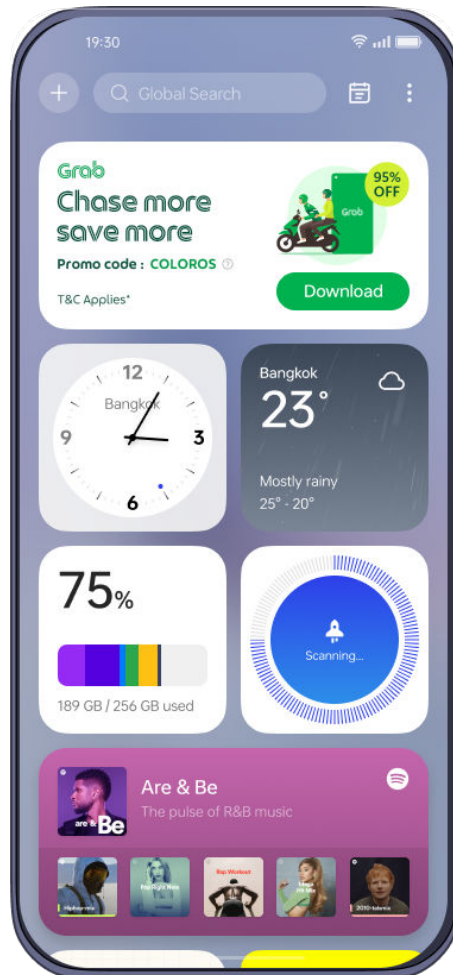 19:30
Global Search
Grab
Chase more
save more
Promo code : COLOROS
T&C Applies*
95%
OFF
Grab
Download
12
Bangkok
9
3
6
Bangkok
23°
Mostly rainy
25° - 20°
75%
189 GB / 256 GB used
Scanning...
Are & Be
The pulse of R&B music
are & Be
Rap Workout